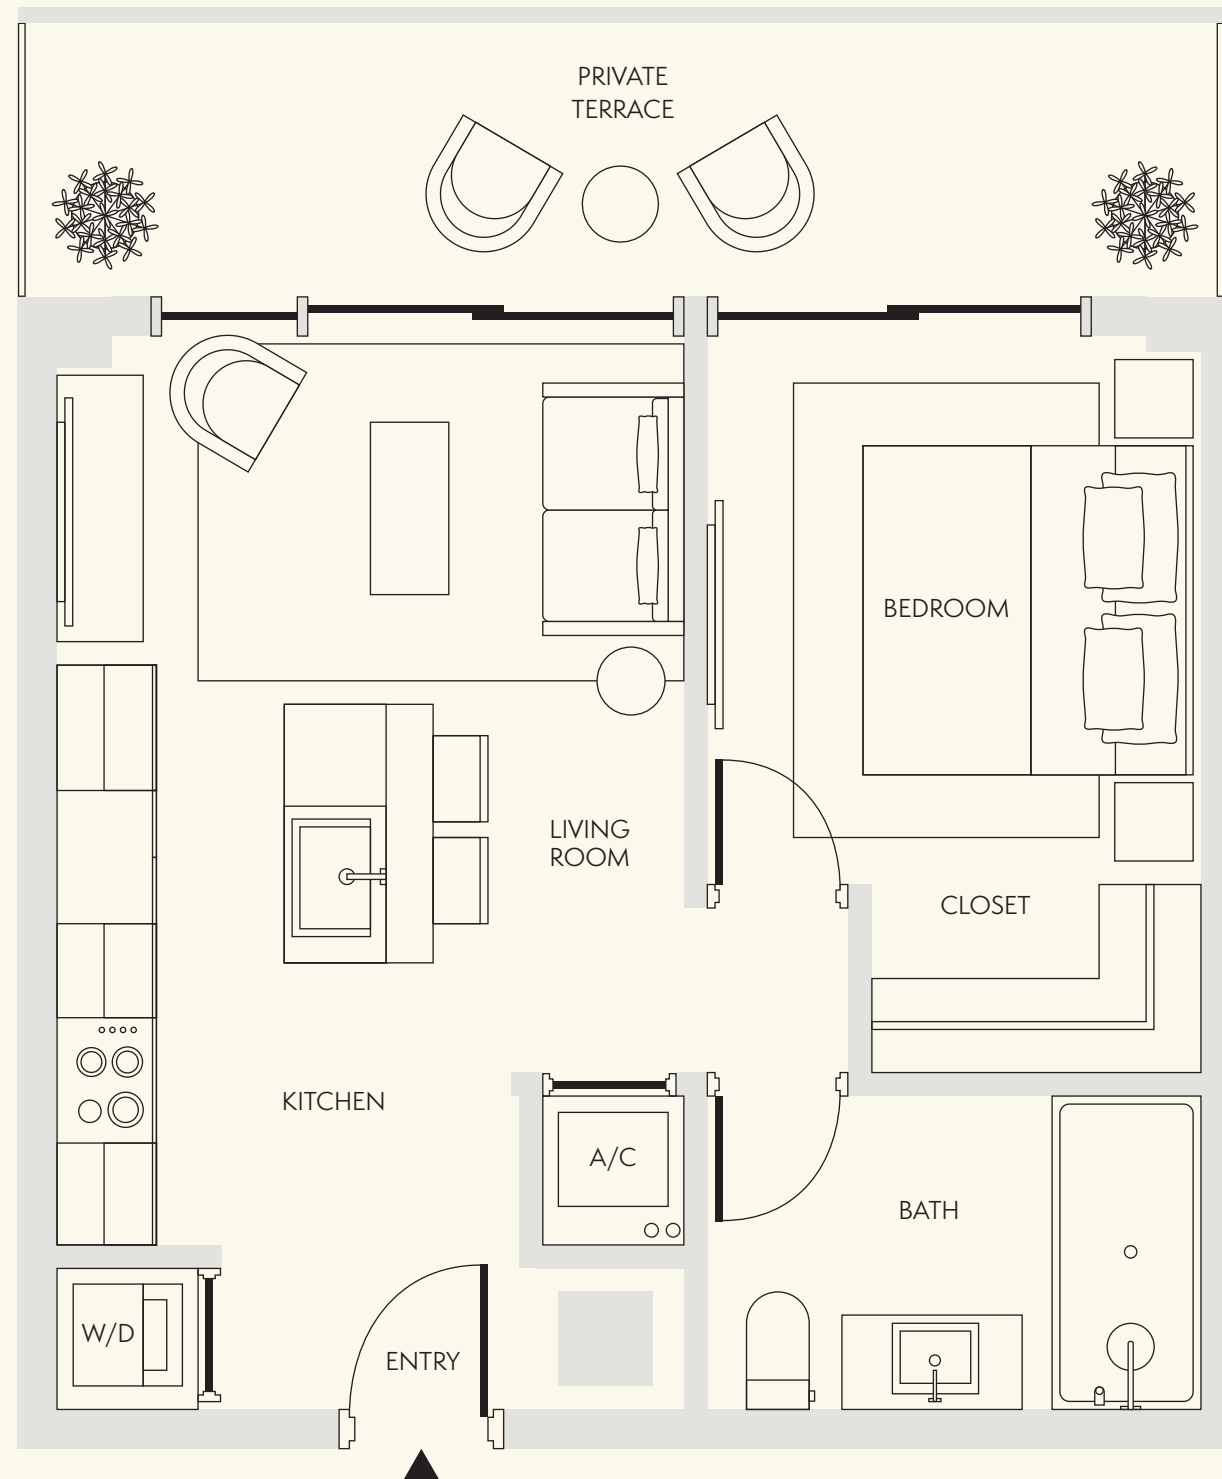 PRIVATE
TERRACE
BEDROOM
LIVING
ROOM
CLOSET
KITCHEN
A/C
BATH
W/D
ENTRY